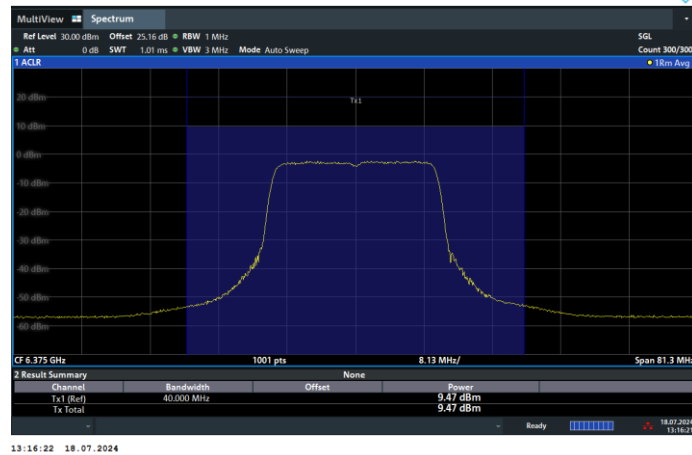 MultiView Spectrum
Ref Level 30.00 dBm Offset 25.16 dB RBW 1 MHz SGL
Att 0 dB SWT 1.01 ms VBW 3 MHz Mode Auto Sweep Count 300/300
1 ACLR 1Rm Avg
Tx1
20 dBm
10 dBm
0 dBm
-10 dBm
-20 dBm
-30 dBm
-40 dBm
-50 dBm
-60 dBm
CF 6.375 GHz 1001 pts 8.13 MHz/ Span 81.3 MHz
2 Result Summary None
Channel Bandwidth Offset Power
Tx1 (Ref) 40.000 MHz 9.47 dBm
Tx Total 9.47 dBm
Ready 18.07.2024
13:16:21
13:16:22 18.07.2024